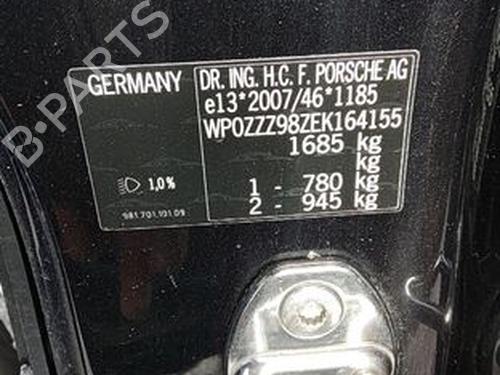 GERMANY
DR. ING. H.C. F. PORSCHE AG
e13*2007/46*1185
WP0ZZZ98ZEK164155
1685 kg
kg
1 - 780 kg
2 - 945 kg
1,0%
981.701.101.09
B-PARTS